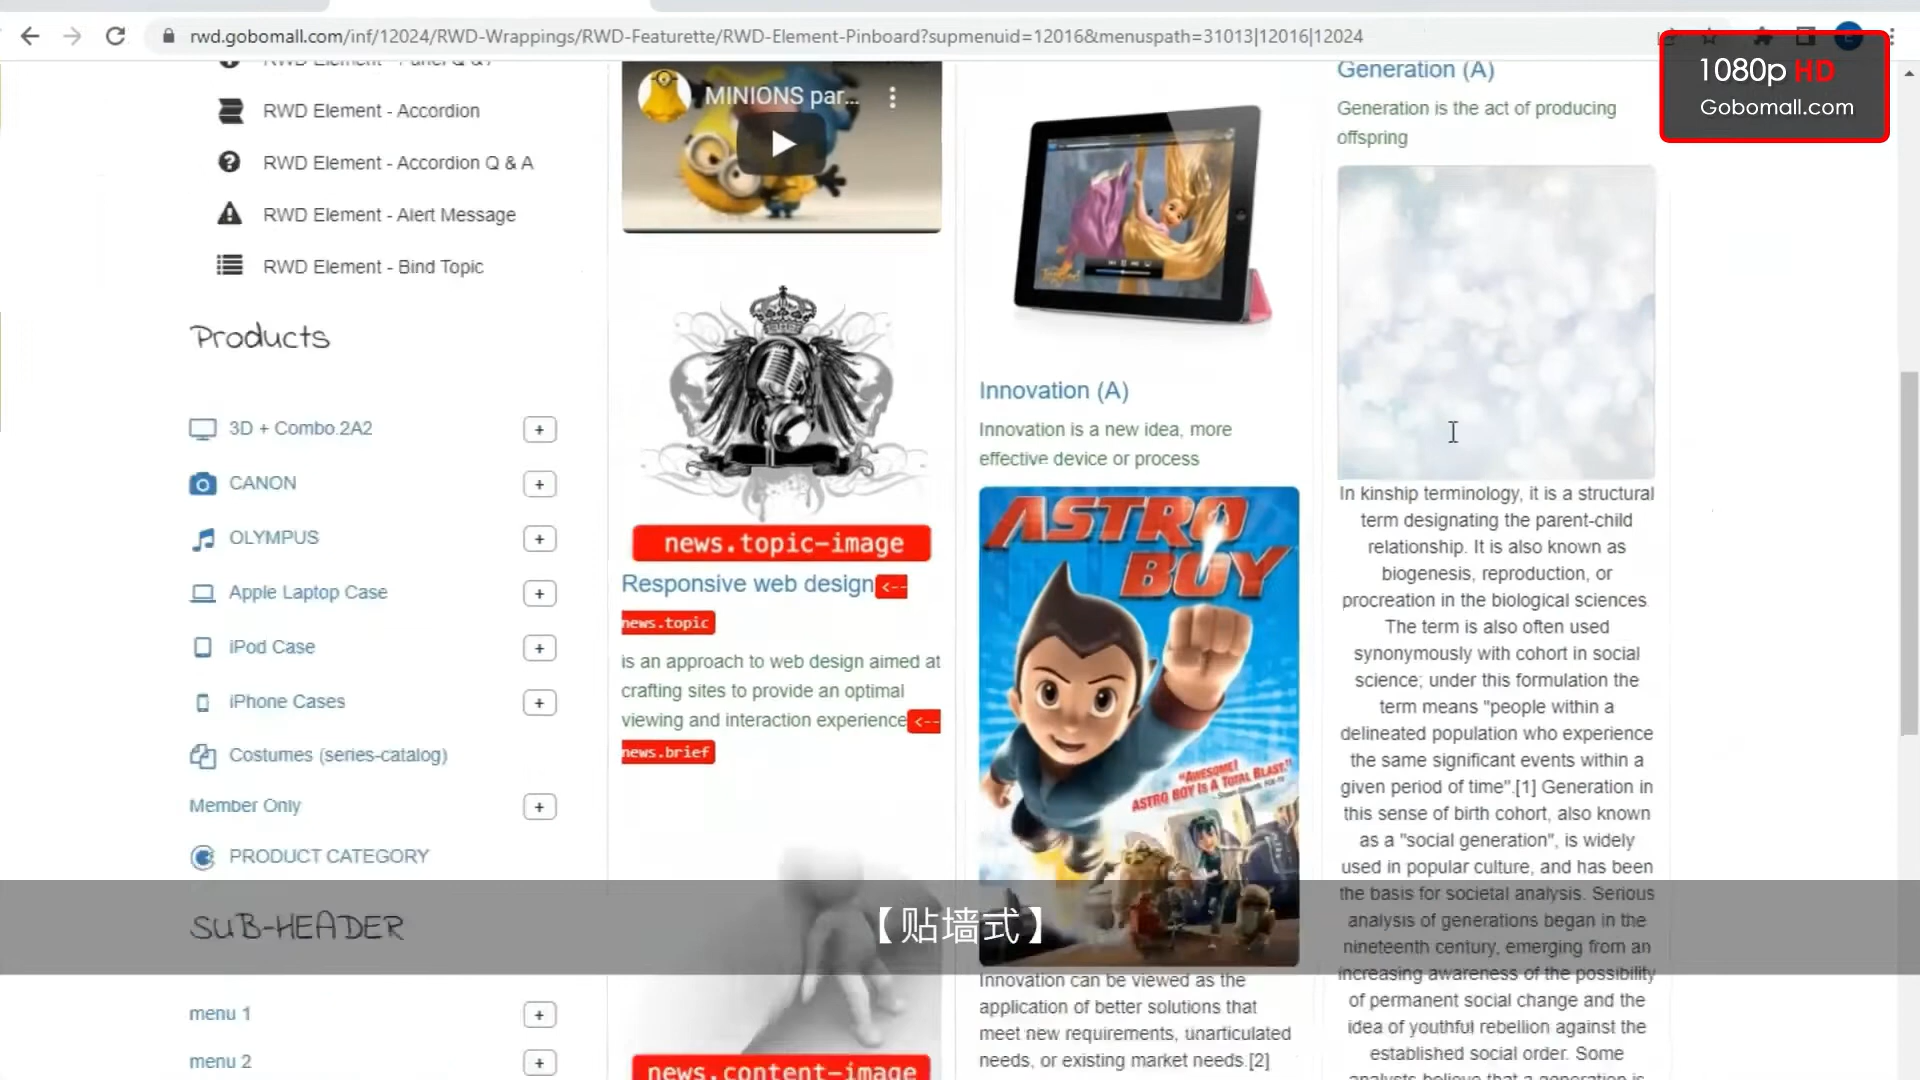 rwd.gobomall.com/inf/12024/RWD-Wrappings/RWD-Featurette/RWD-Element-Pinboard?supmenuid=12016&menuspath=31013|12016|12024
1080p HD
Gobomall.com
RWD Element - Accordion
RWD Element - Accordion Q & A
RWD Element - Alert Message
RWD Element - Bind Topic
Products
3D + Combo.2A2
+
CANON
+
OLYMPUS
+
Apple Laptop Case
+
iPod Case
+
iPhone Cases
+
Costumes (series-catalog)
Member Only
+
PRODUCT CATEGORY
SUB-HEADER
menu 1
+
menu 2
+
MINIONS par...
news.topic-image
Responsive web design<--
news.topic
is an approach to web design aimed at
crafting sites to provide an optimal
viewing and interaction experience<--
news.brief
news.content-image
Innovation (A)
Innovation is a new idea, more
effective device or process
ASTRO
BOY
"AWESOME!
ASTRO BOY IS A TOTAL BLAST."
Innovation can be viewed as the
application of better solutions that
meet new requirements, unarticulated
needs, or existing market needs.[2]
Generation (A)
Generation is the act of producing
offspring
In kinship terminology, it is a structural
term designating the parent-child
relationship. It is also known as
biogenesis, reproduction, or
procreation in the biological sciences.
The term is also often used
synonymously with cohort in social
science; under this formulation the
term means "people within a
delineated population who experience
the same significant events within a
given period of time".[1] Generation in
this sense of birth cohort, also known
as a "social generation", is widely
used in popular culture, and has been
the basis for societal analysis. Serious
analysis of generations began in the
nineteenth century, emerging from an
increasing awareness of the possibility
of permanent social change and the
idea of youthful rebellion against the
established social order. Some
analysts believe that a generation is
【贴墙式】